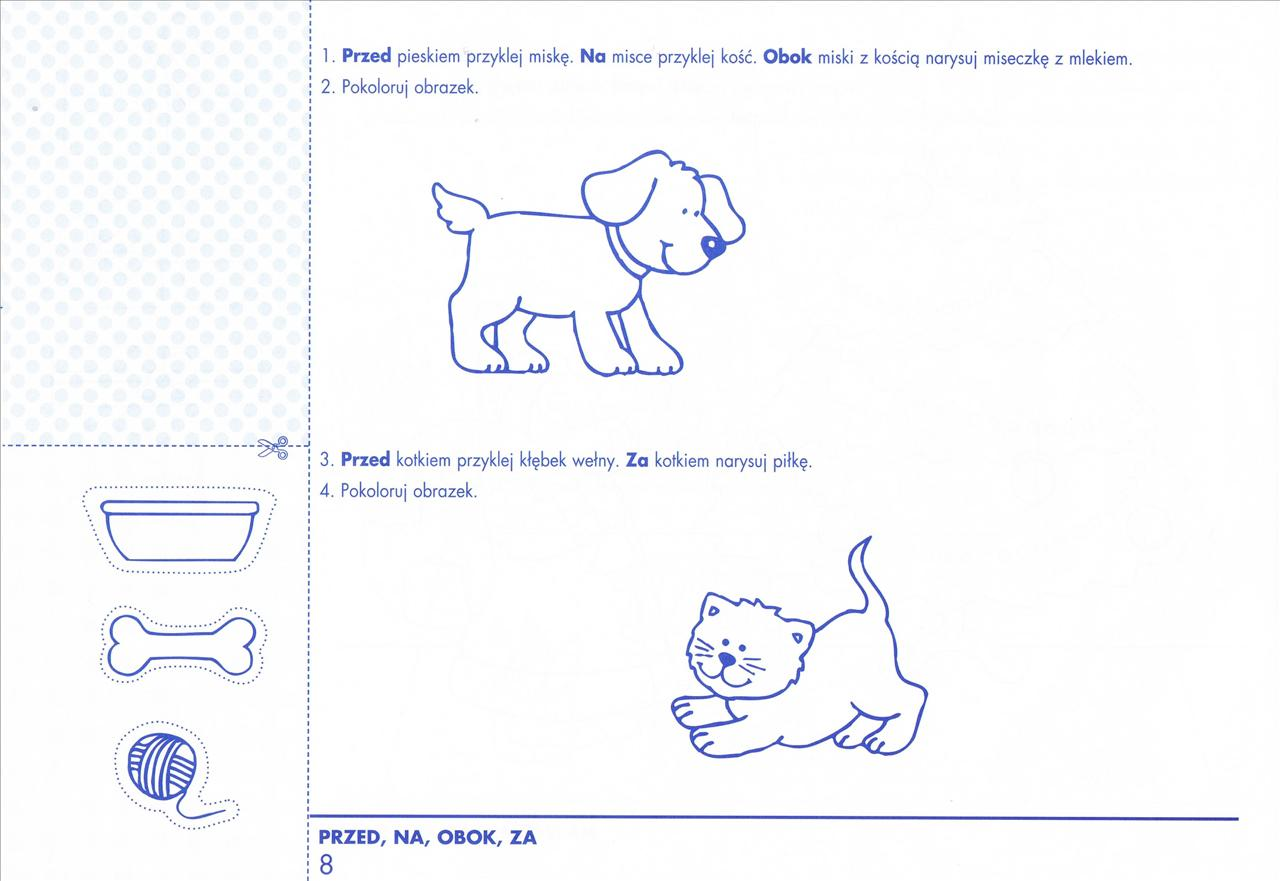 1. Przed pieskiem przyklej miskę. Na misce przyklej kość. Obok miski z kością narysuj miseczkę z mlekiem.
2. Pokoloruj obrazek.
3. Przed kotkiem przyklej kłębek wełny. Za kotkiem narysuj piłkę.
4. Pokoloruj obrazek.
PRZED, NA, OBOK, ZA
8